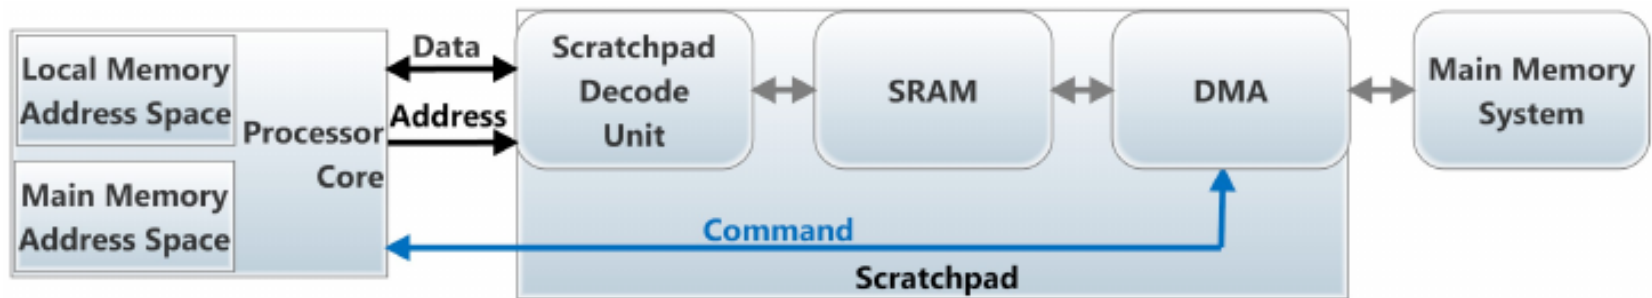 Local Memory
Address Space
Main Memory
Address Space
Processor
Core
Data
Address
Scratchpad
Decode
Unit
SRAM
DMA
Main Memory
System
Command
Scratchpad